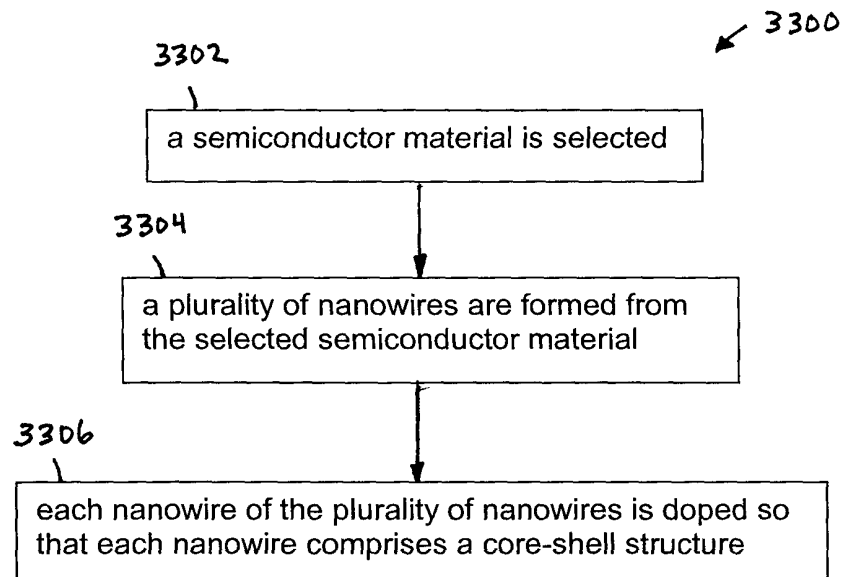 3300
3302
a semiconductor material is selected
3304
a plurality of nanowires are formed from
the selected semiconductor material
3306
each nanowire of the plurality of nanowires is doped so
that each nanowire comprises a core-shell structure